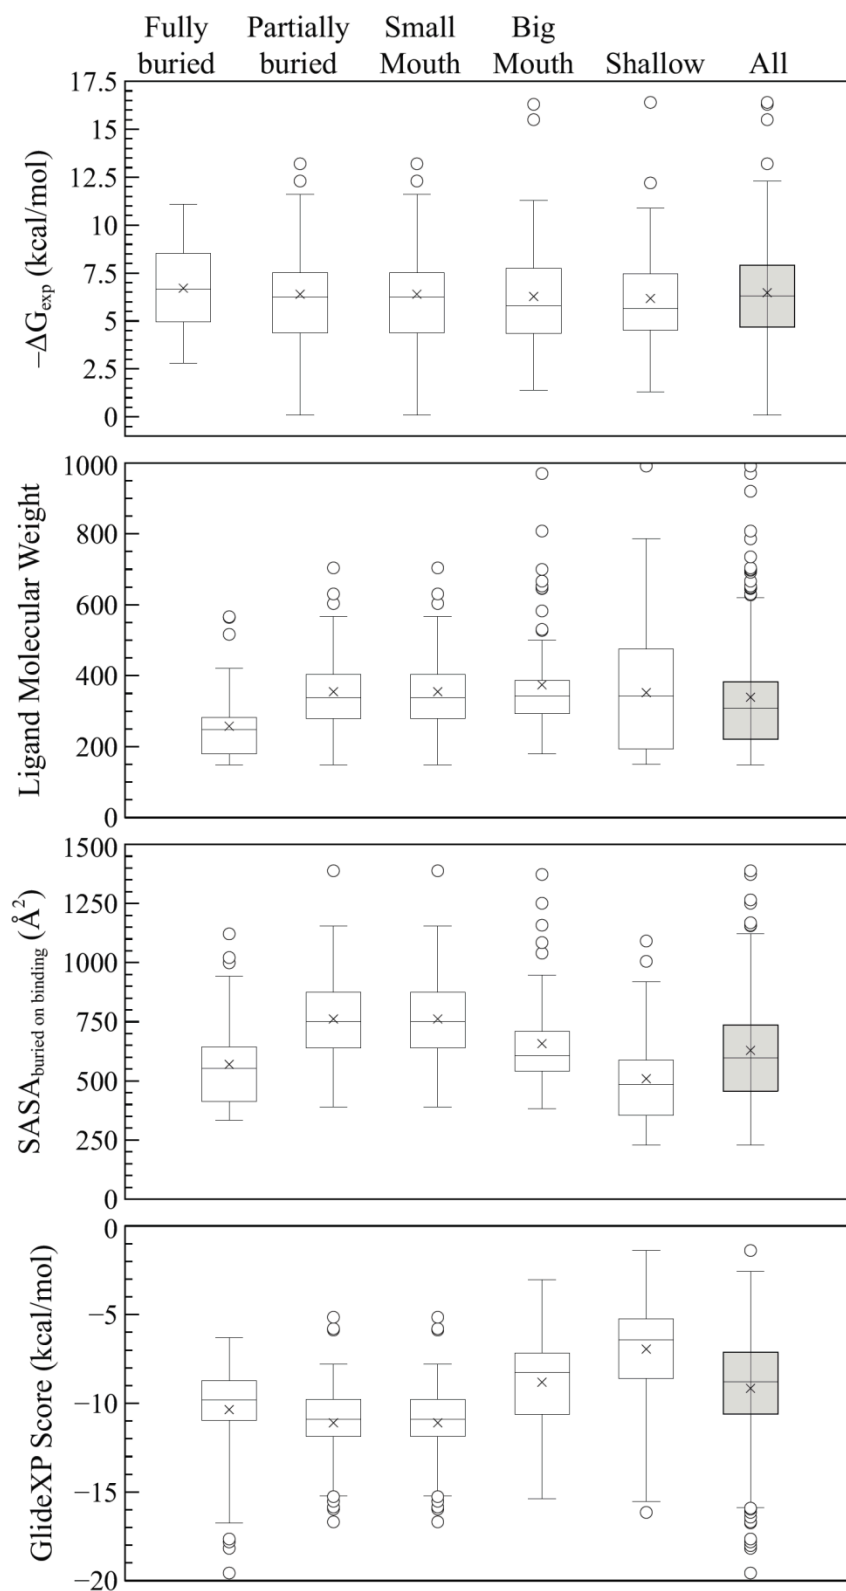 Fully buried
Partially buried
Small Mouth
Big Mouth
Shallow
All
−ΔGexp (kcal/mol)
17.5
15
12.5
10
7.5
5
2.5
0
Ligand Molecular Weight
1000
800
600
400
200
0
SASAburied on binding (Å²)
1500
1250
1000
750
500
250
0
GlideXP Score (kcal/mol)
0
−5
−10
−15
−20